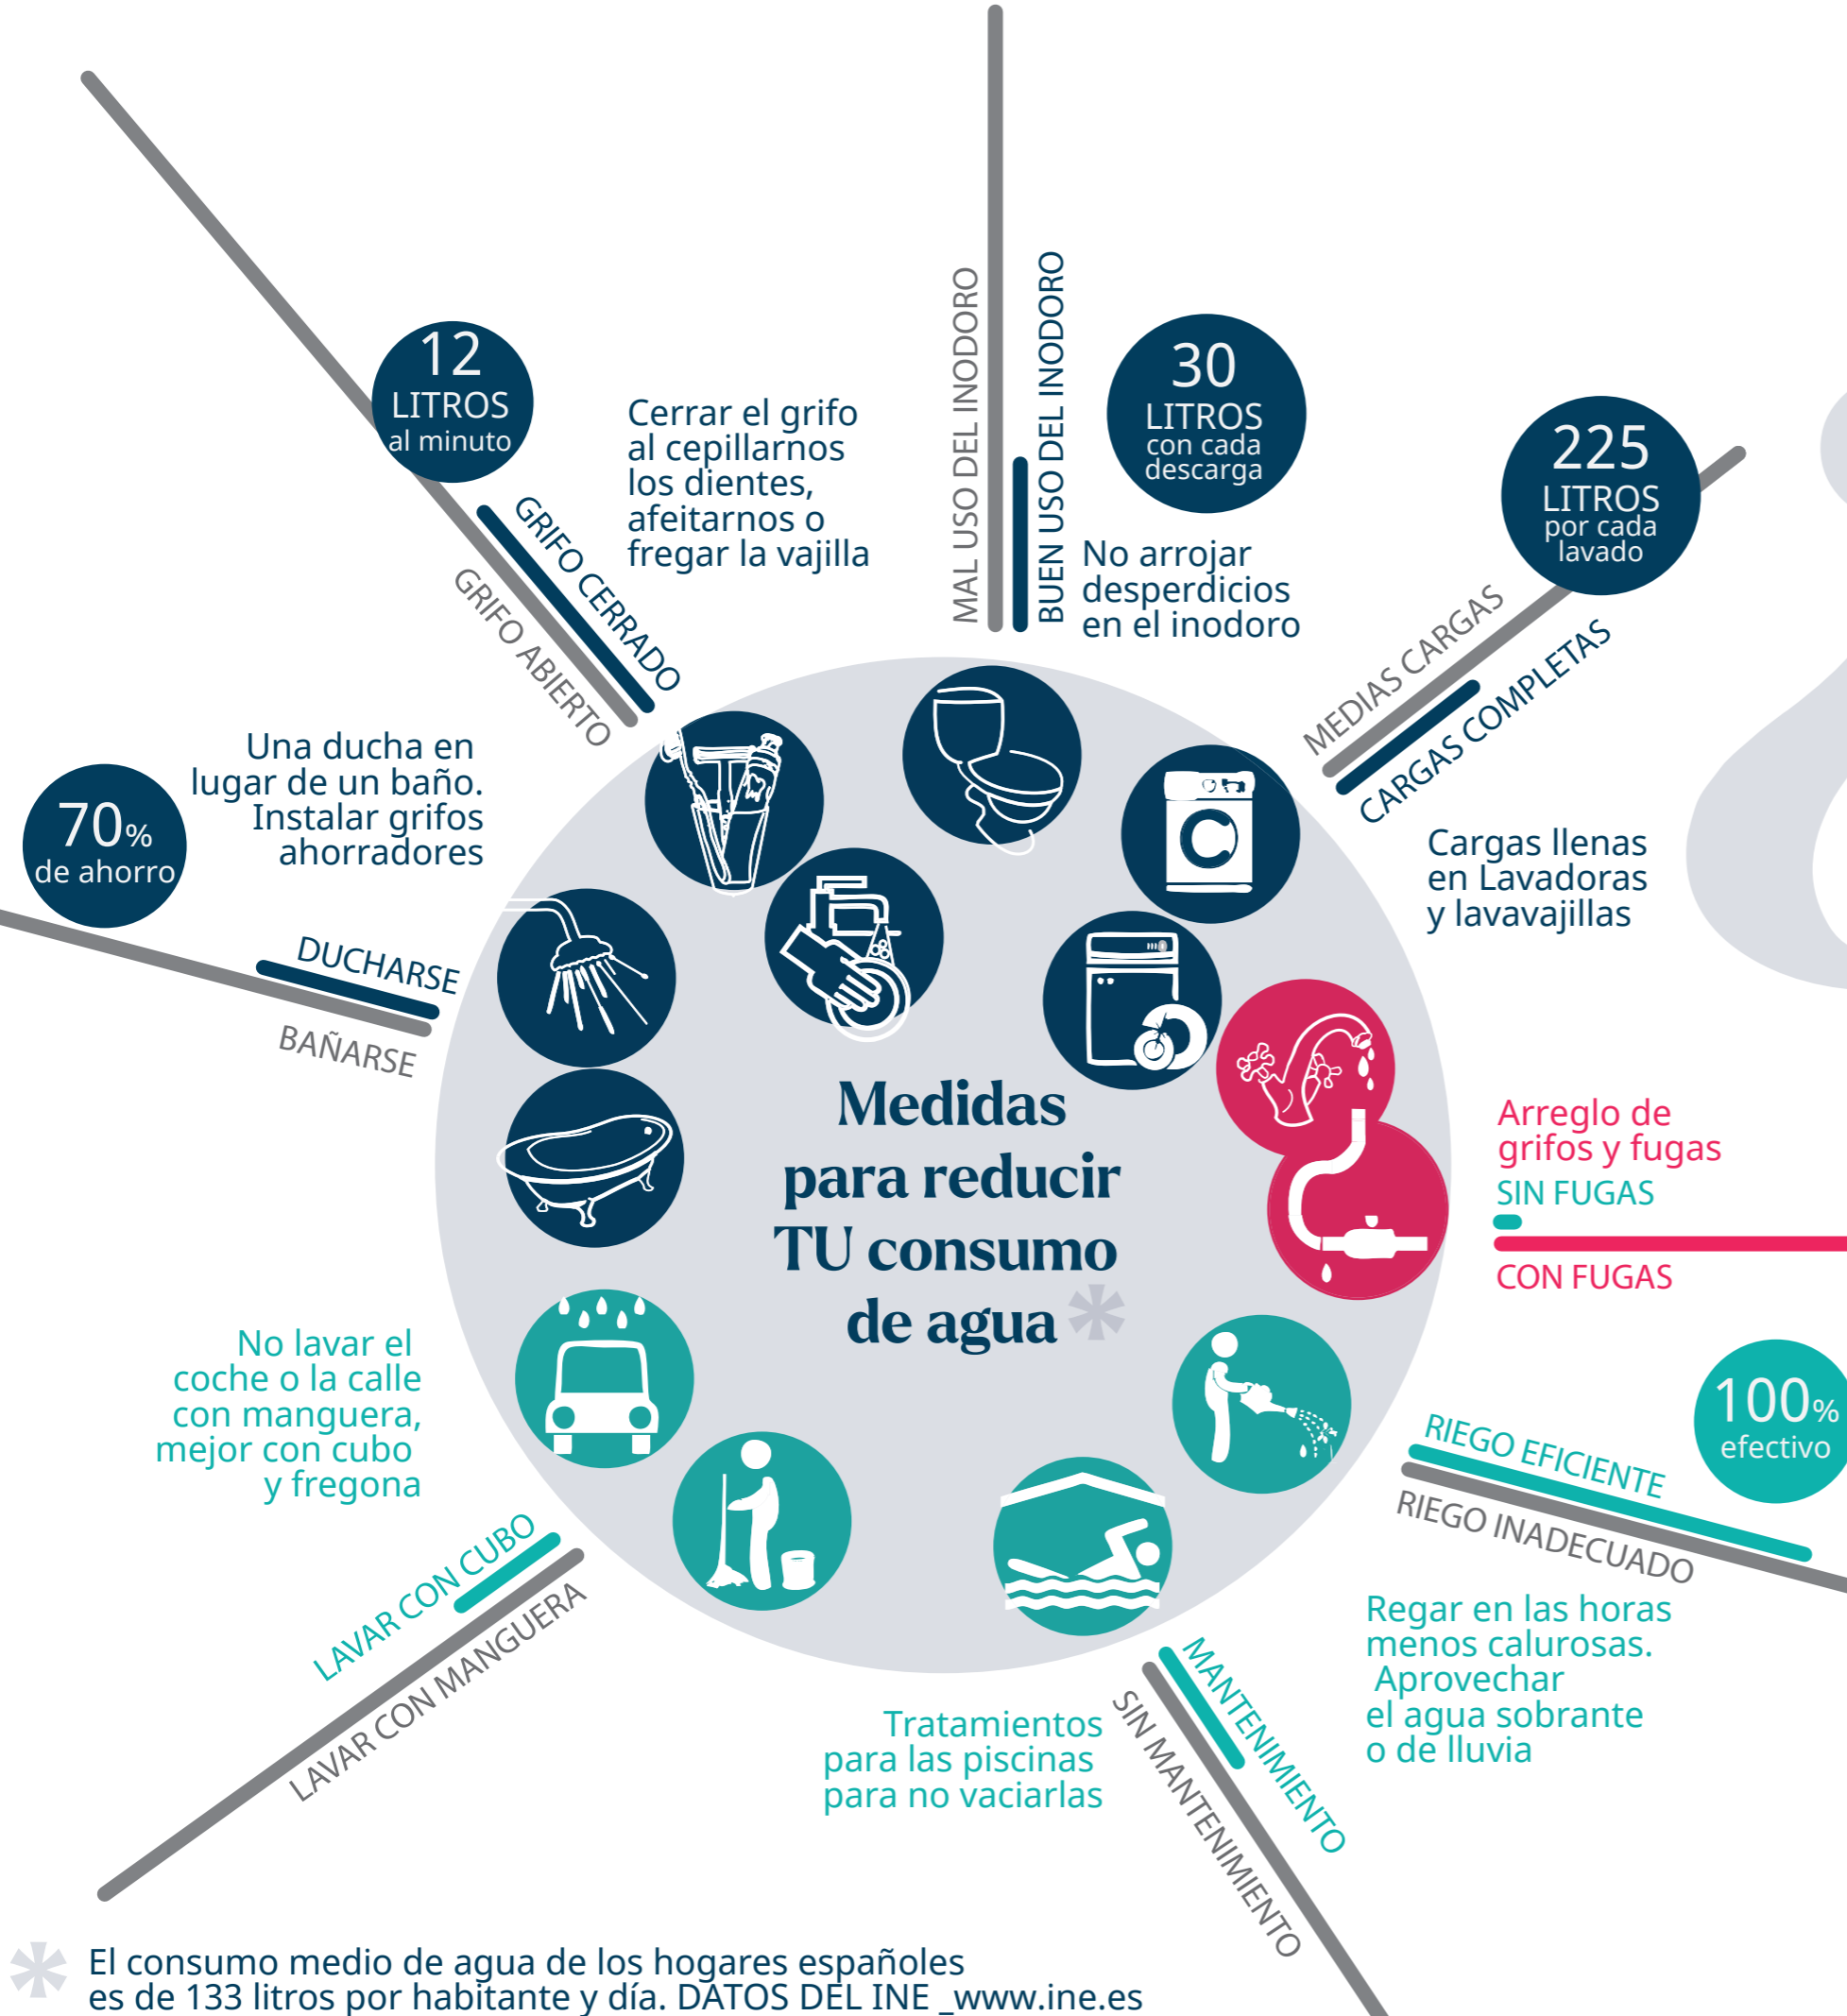 12
LITROS
al minuto
Cerrar el grifo
al cepillarnos
los dientes,
afeitarnos o
fregar la vajilla
GRIFO CERRADO
GRIFO ABIERTO
MAL USO DEL INODORO
BUEN USO DEL INODORO
30
LITROS
con cada
descarga
No arrojar
desperdicios
en el inodoro
225
LITROS
por cada
lavado
MEDIAS CARGAS
CARGAS COMPLETAS
Cargas llenas
en Lavadoras
y lavavajillas
70%
de ahorro
Una ducha en
lugar de un baño.
Instalar grifos
ahorradores
DUCHARSE
BAÑARSE
Medidas
para reducir
TU consumo
de agua *
Arreglo de
grifos y fugas
SIN FUGAS
CON FUGAS
100%
efectivo
RIEGO EFICIENTE
RIEGO INADECUADO
Regar en las horas
menos calurosas.
Aprovechar
el agua sobrante
o de lluvia
No lavar el
coche o la calle
con manguera,
mejor con cubo
y fregona
LAVAR CON CUBO
LAVAR CON MANGUERA
Tratamientos
para las piscinas
para no vaciarlas
MANTENIMIENTO
SIN MANTENIMIENTO
* El consumo medio de agua de los hogares españoles
es de 133 litros por habitante y día. DATOS DEL INE _www.ine.es